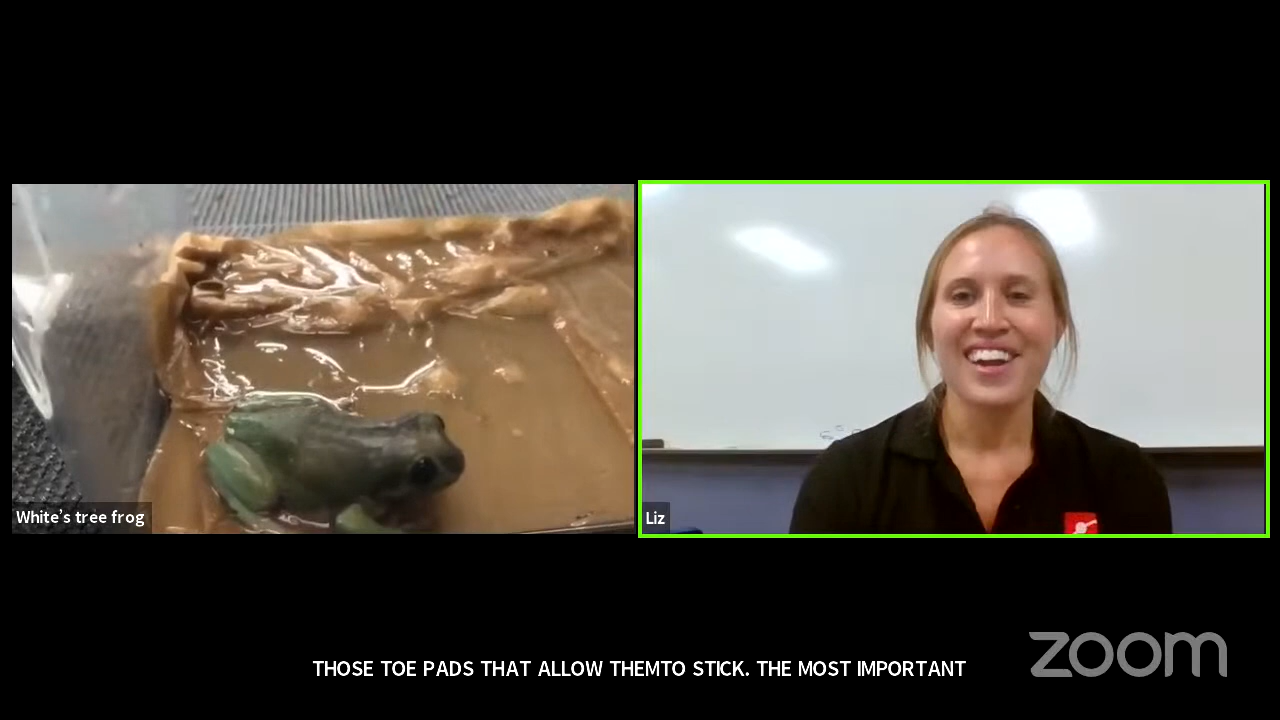 White's tree frog
Liz
THOSE TOE PADS THAT ALLOW THEMTO STICK. THE MOST IMPORTANT
zoom